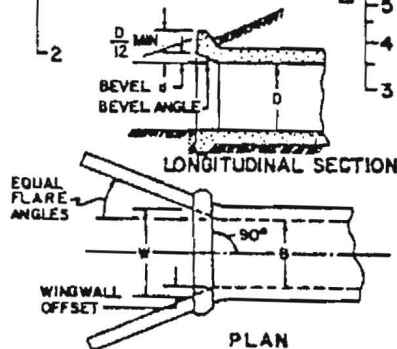 2
5
4
3
D
12 MIN
BEVEL d
BEVEL ANGLE
D
LONGITUDINAL SECTION
EQUAL
FLARE
ANGLES
90°
W
B
WINGWALL
OFFSET
PLAN